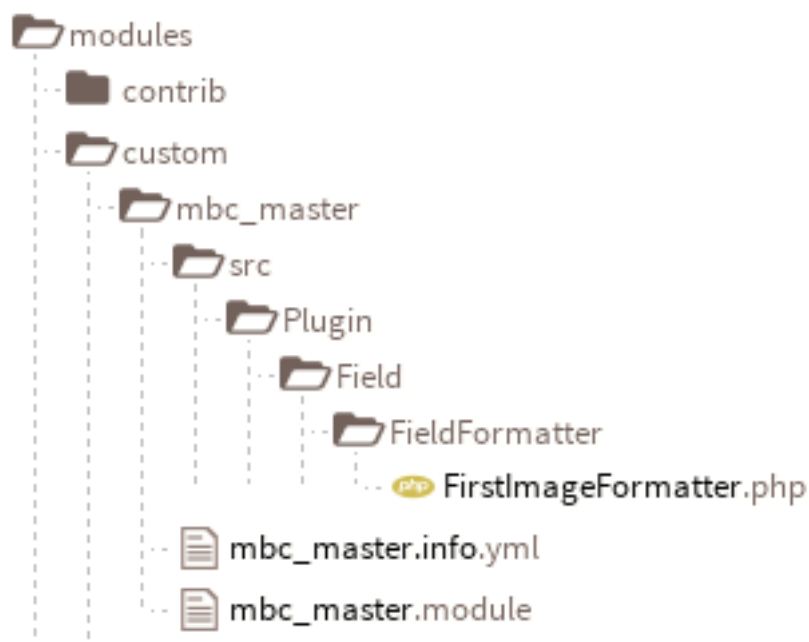 modules
contrib
custom
mbc_master
src
Plugin
Field
FieldFormatter
php FirstImageFormatter.php
mbc_master.info.yml
mbc_master.module